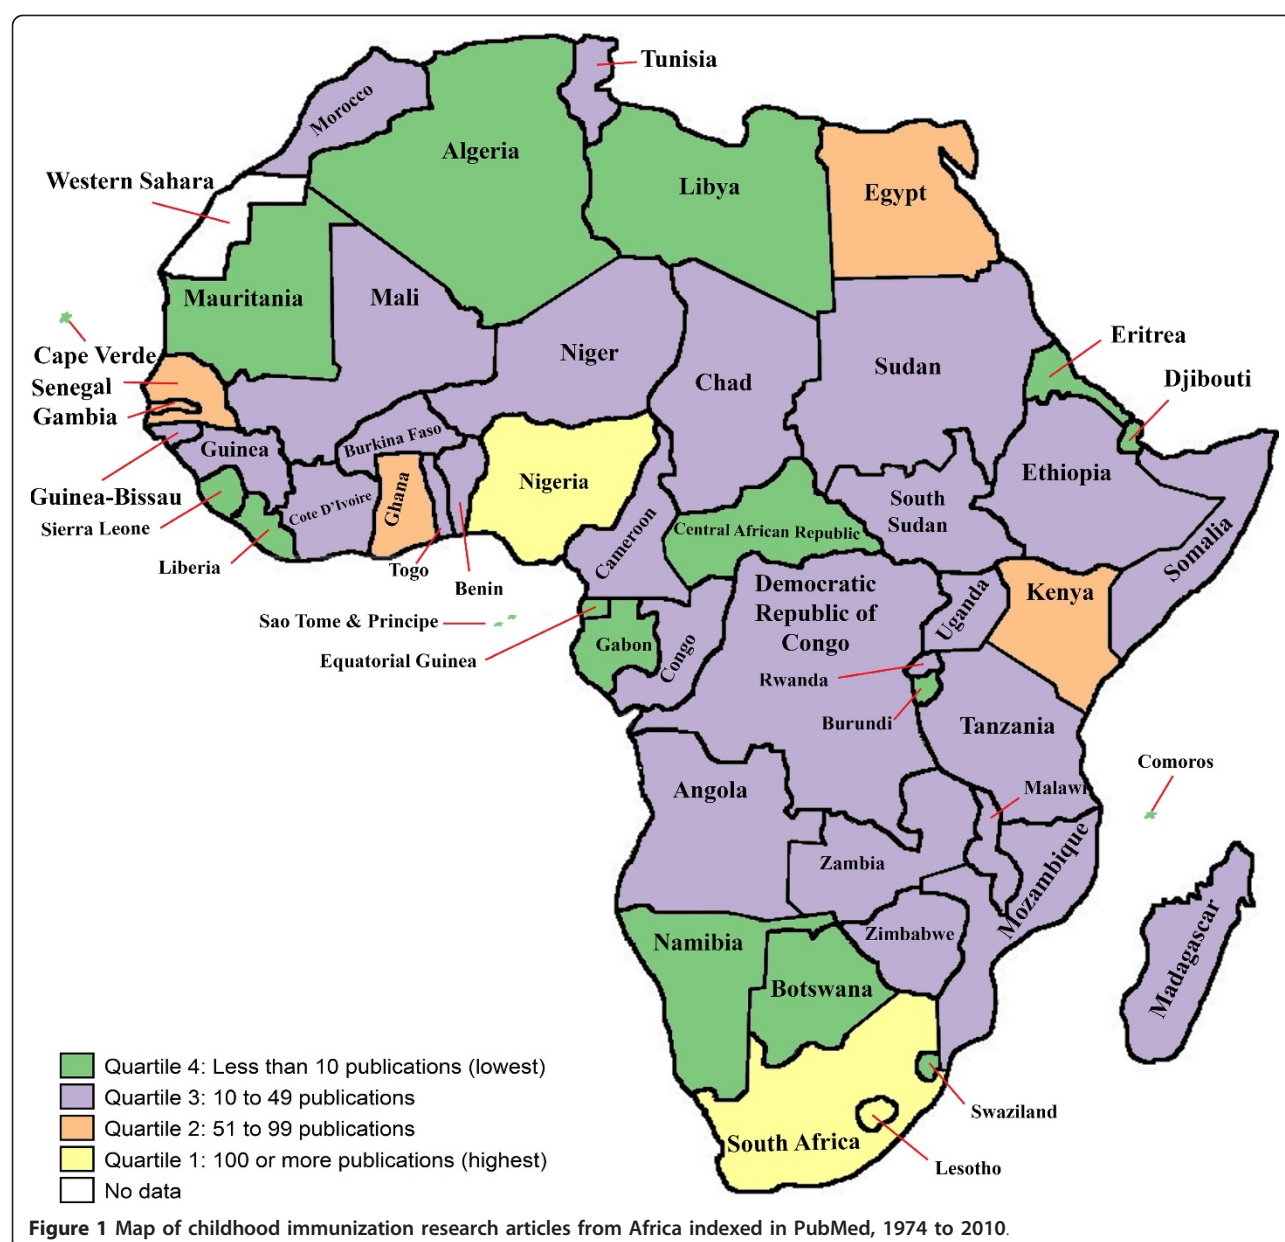 Tunisia
Morocco
Algeria
Western Sahara
Libya
Egypt
Mauritania
Mali
Cape Verde
Niger
Chad
Sudan
Eritrea
Djibouti
Senegal
Gambia
Burkina Faso
Guinea
Guinea-Bissau
Sierra Leone
Cote D'Ivoire
Ghana
Nigeria
Ethiopia
South
Sudan
Somalia
Central African Republic
Cameroon
Liberia
Togo
Benin
Democratic
Republic of
Congo
Uganda
Kenya
Sao Tome & Principe
Equatorial Guinea
Gabon
Congo
Rwanda
Burundi
Tanzania
Comoros
Angola
Malawi
Zambia
Mozambique
Zimbabwe
Madagascar
Namibia
Botswana
Swaziland
South Africa
Lesotho
Quartile 4: Less than 10 publications (lowest)
Quartile 3: 10 to 49 publications
Quartile 2: 51 to 99 publications
Quartile 1: 100 or more publications (highest)
No data
Figure 1 Map of childhood immunization research articles from Africa indexed in PubMed, 1974 to 2010.